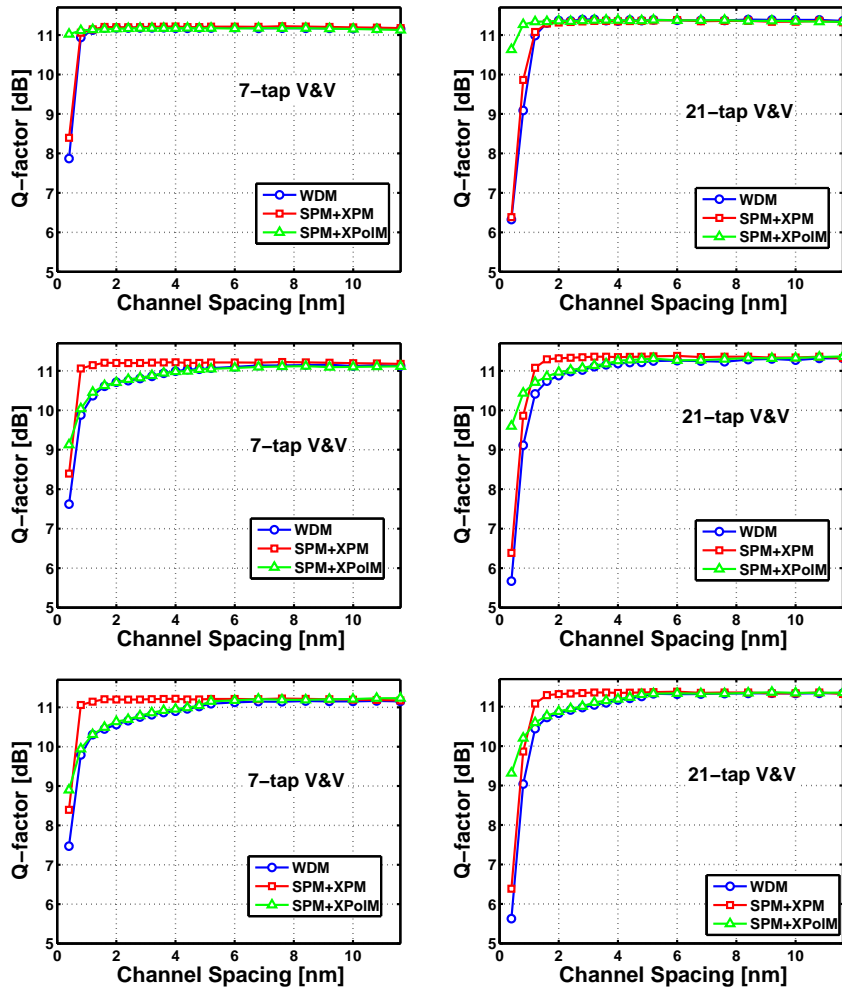 11
10
9
8
7
6
5
Q−factor [dB]
7−tap V&V
WDM
SPM+XPM
SPM+XPolM
0 2 4 6 8 10
Channel Spacing [nm]
11
10
9
8
7
6
5
Q−factor [dB]
21−tap V&V
WDM
SPM+XPM
SPM+XPolM
0 2 4 6 8 10
Channel Spacing [nm]
11
10
9
8
7
6
5
Q−factor [dB]
7−tap V&V
WDM
SPM+XPM
SPM+XPolM
0 2 4 6 8 10
Channel Spacing [nm]
11
10
9
8
7
6
5
Q−factor [dB]
21−tap V&V
WDM
SPM+XPM
SPM+XPolM
0 2 4 6 8 10
Channel Spacing [nm]
11
10
9
8
7
6
5
Q−factor [dB]
7−tap V&V
WDM
SPM+XPM
SPM+XPolM
0 2 4 6 8 10
Channel Spacing [nm]
11
10
9
8
7
6
5
Q−factor [dB]
21−tap V&V
WDM
SPM+XPM
SPM+XPolM
0 2 4 6 8 10
Channel Spacing [nm]